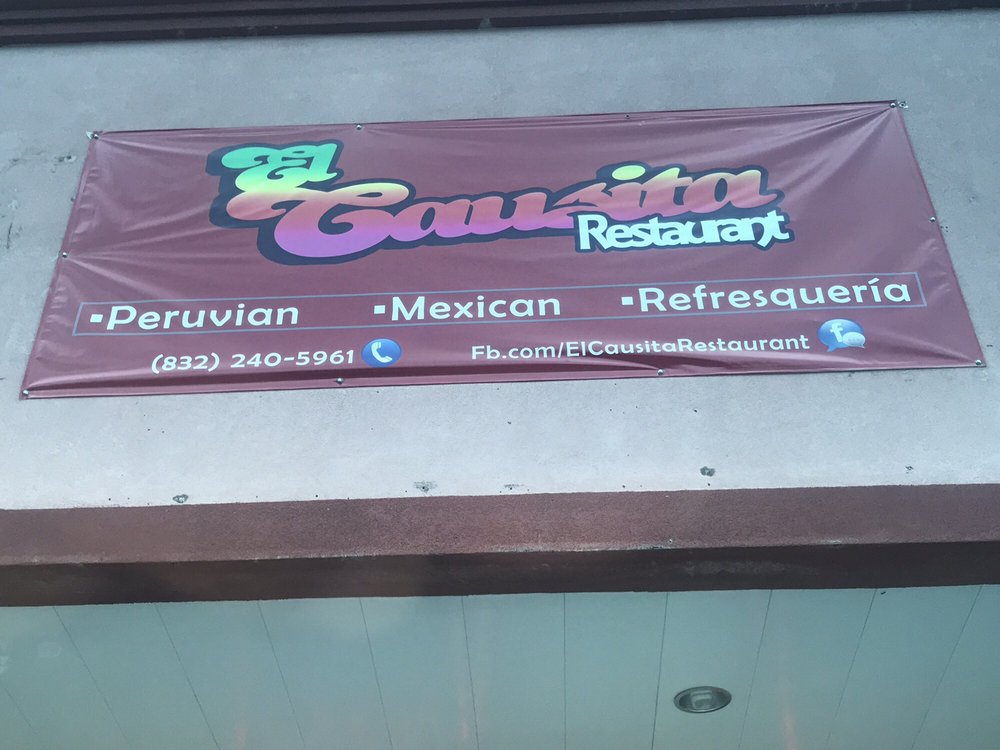 El
Causita
Restaurant
▪Peruvian ▪Mexican ▪Refresquería
(832) 240-5961 Fb.com/ElCausitaRestaurant